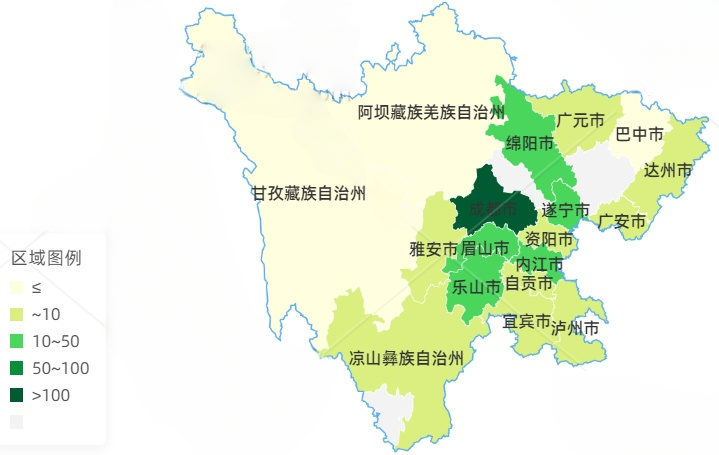 阿坝藏族羌族自治州
广元市
巴中市
绵阳市
达州市
甘孜藏族自治州
成都市
遂宁市
广安市
雅安市
眉山市
资阳市
内江市
乐山市
自贡市
宜宾市
泸州市
凉山彝族自治州
区域图例
≤
~10
10~50
50~100
>100